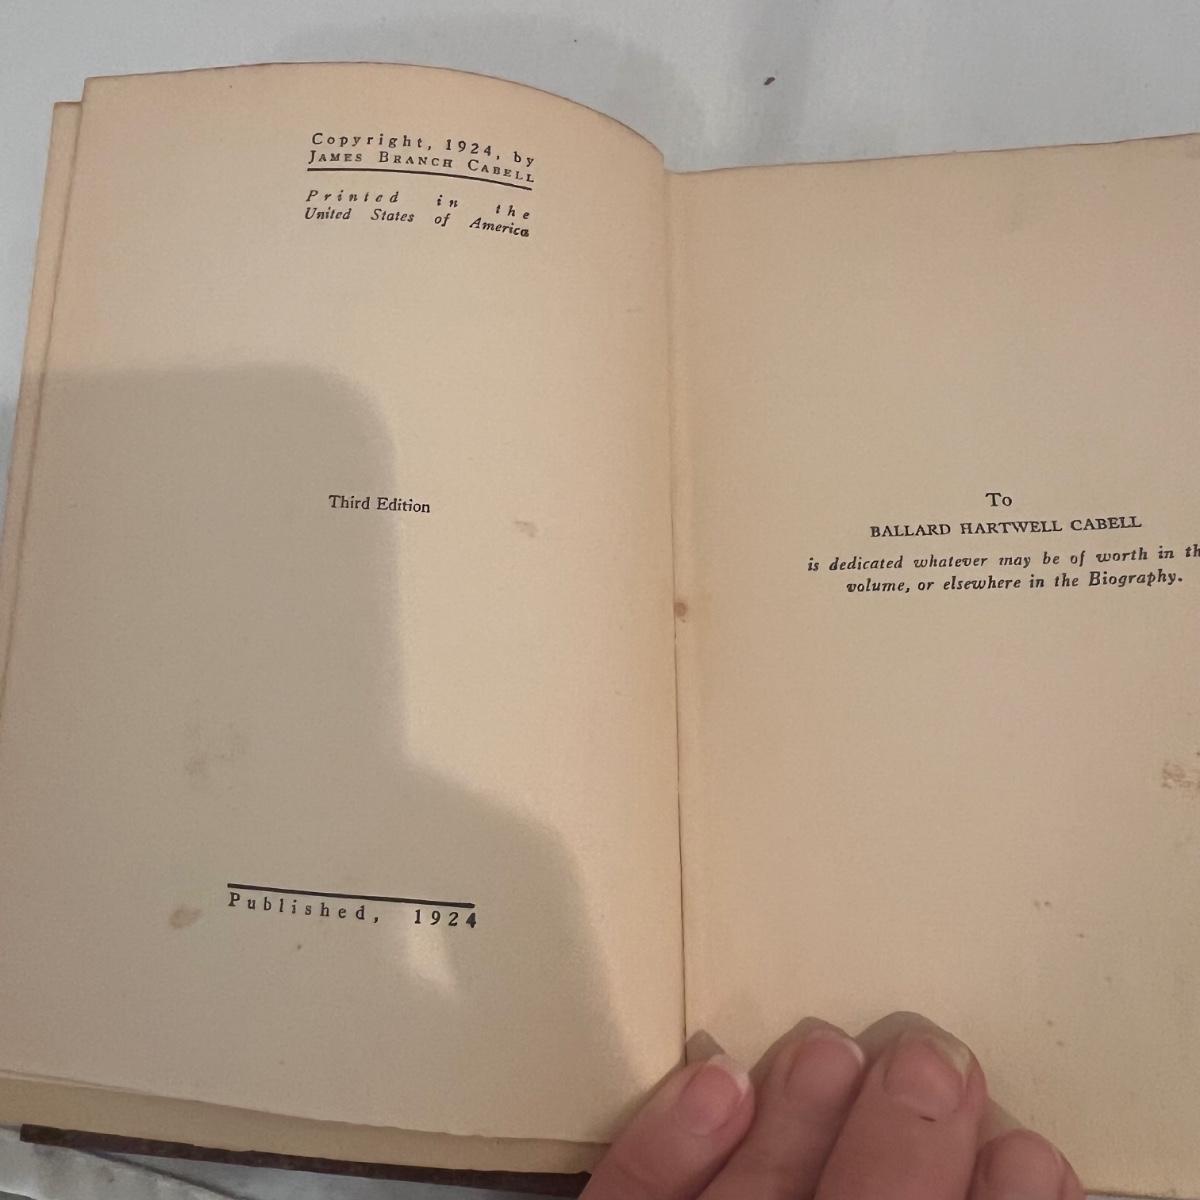 Copyright, 1924, by
JAMES BRANCH CABELL
Printed in the
United States of America
Third Edition
Published, 1924
To
BALLARD HARTWELL CABELL
is dedicated whatever may be of worth in
volume, or elsewhere in the Biography.